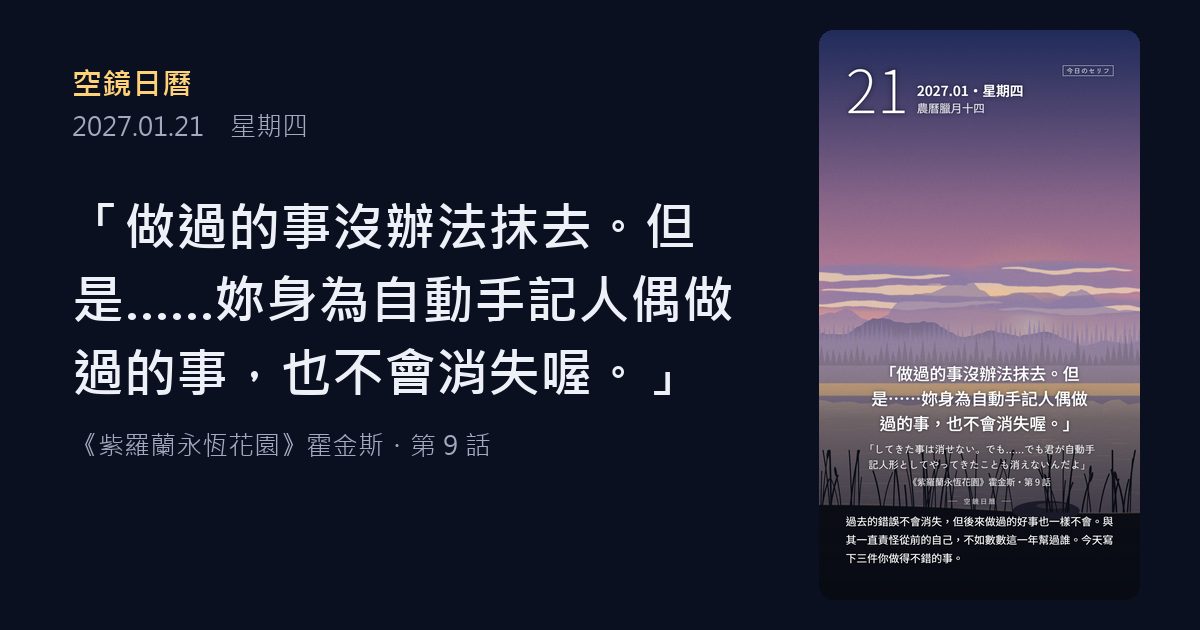 空鏡日曆
2027.01.21　星期四
「做過的事沒辦法抹去。但
是……妳身為自動手記人偶做
過的事，也不會消失喔。」
《紫羅蘭永恆花園》霍金斯．第 9 話
今日のセリフ
21
2027.01・星期四
農曆臘月十四
「做過的事沒辦法抹去。但
是……妳身為自動手記人偶做
過的事，也不會消失喔。」
「してきた事は消せない。でも……でも君が自動手
記人形としてやってきたことも消えないんだよ」
《紫羅蘭永恆花園》霍金斯・第 9 話
— 空鏡日曆 —
過去的錯誤不會消失，但後來做過的好事也一樣不會。與
其一直責怪從前的自己，不如數數這一年幫過誰。今天寫
下三件你做得不錯的事。